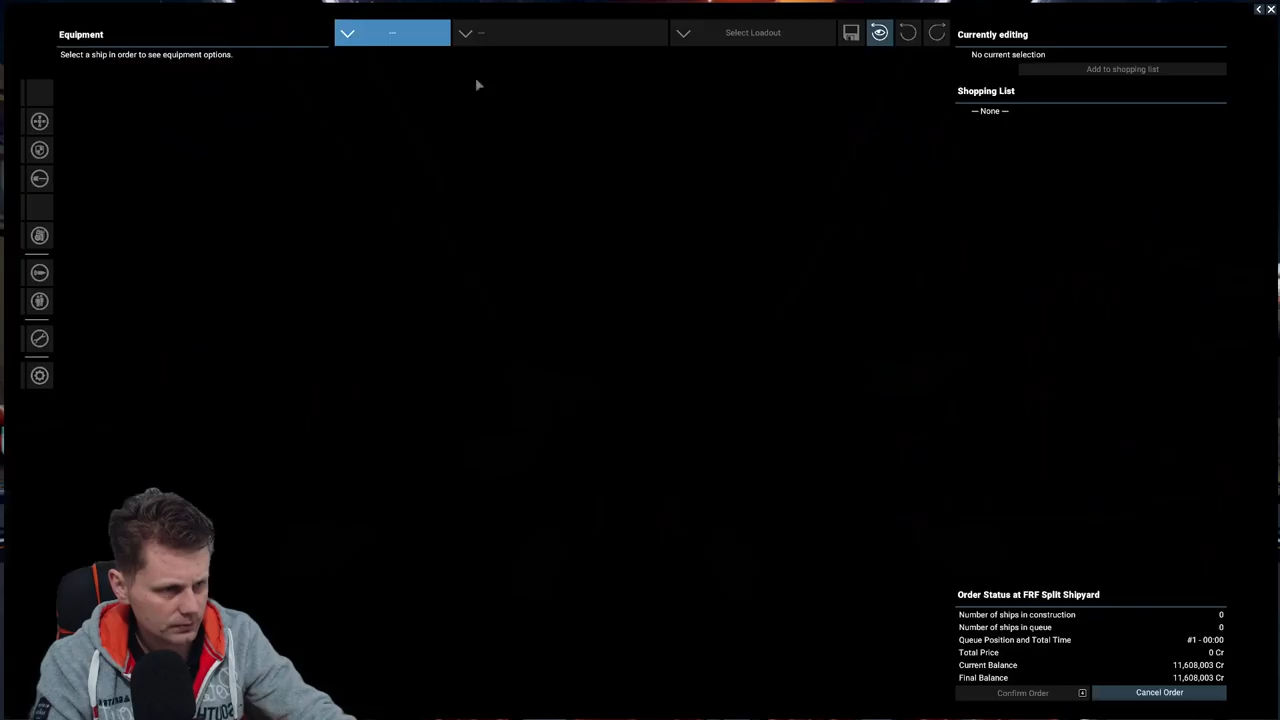 Equipment
Select a ship in order to see equipment options.
---
---
Select Loadout
Currently editing
No current selection
Add to shopping list
Shopping List
--- None ---
Order Status at FRF Split Shipyard
Number of ships in construction 0
Number of ships in queue 0
Queue Position and Total Time #1 - 00:00
Total Price 0 Cr
Current Balance 11,608,003 Cr
Final Balance 11,608,003 Cr
Confirm Order
Cancel Order